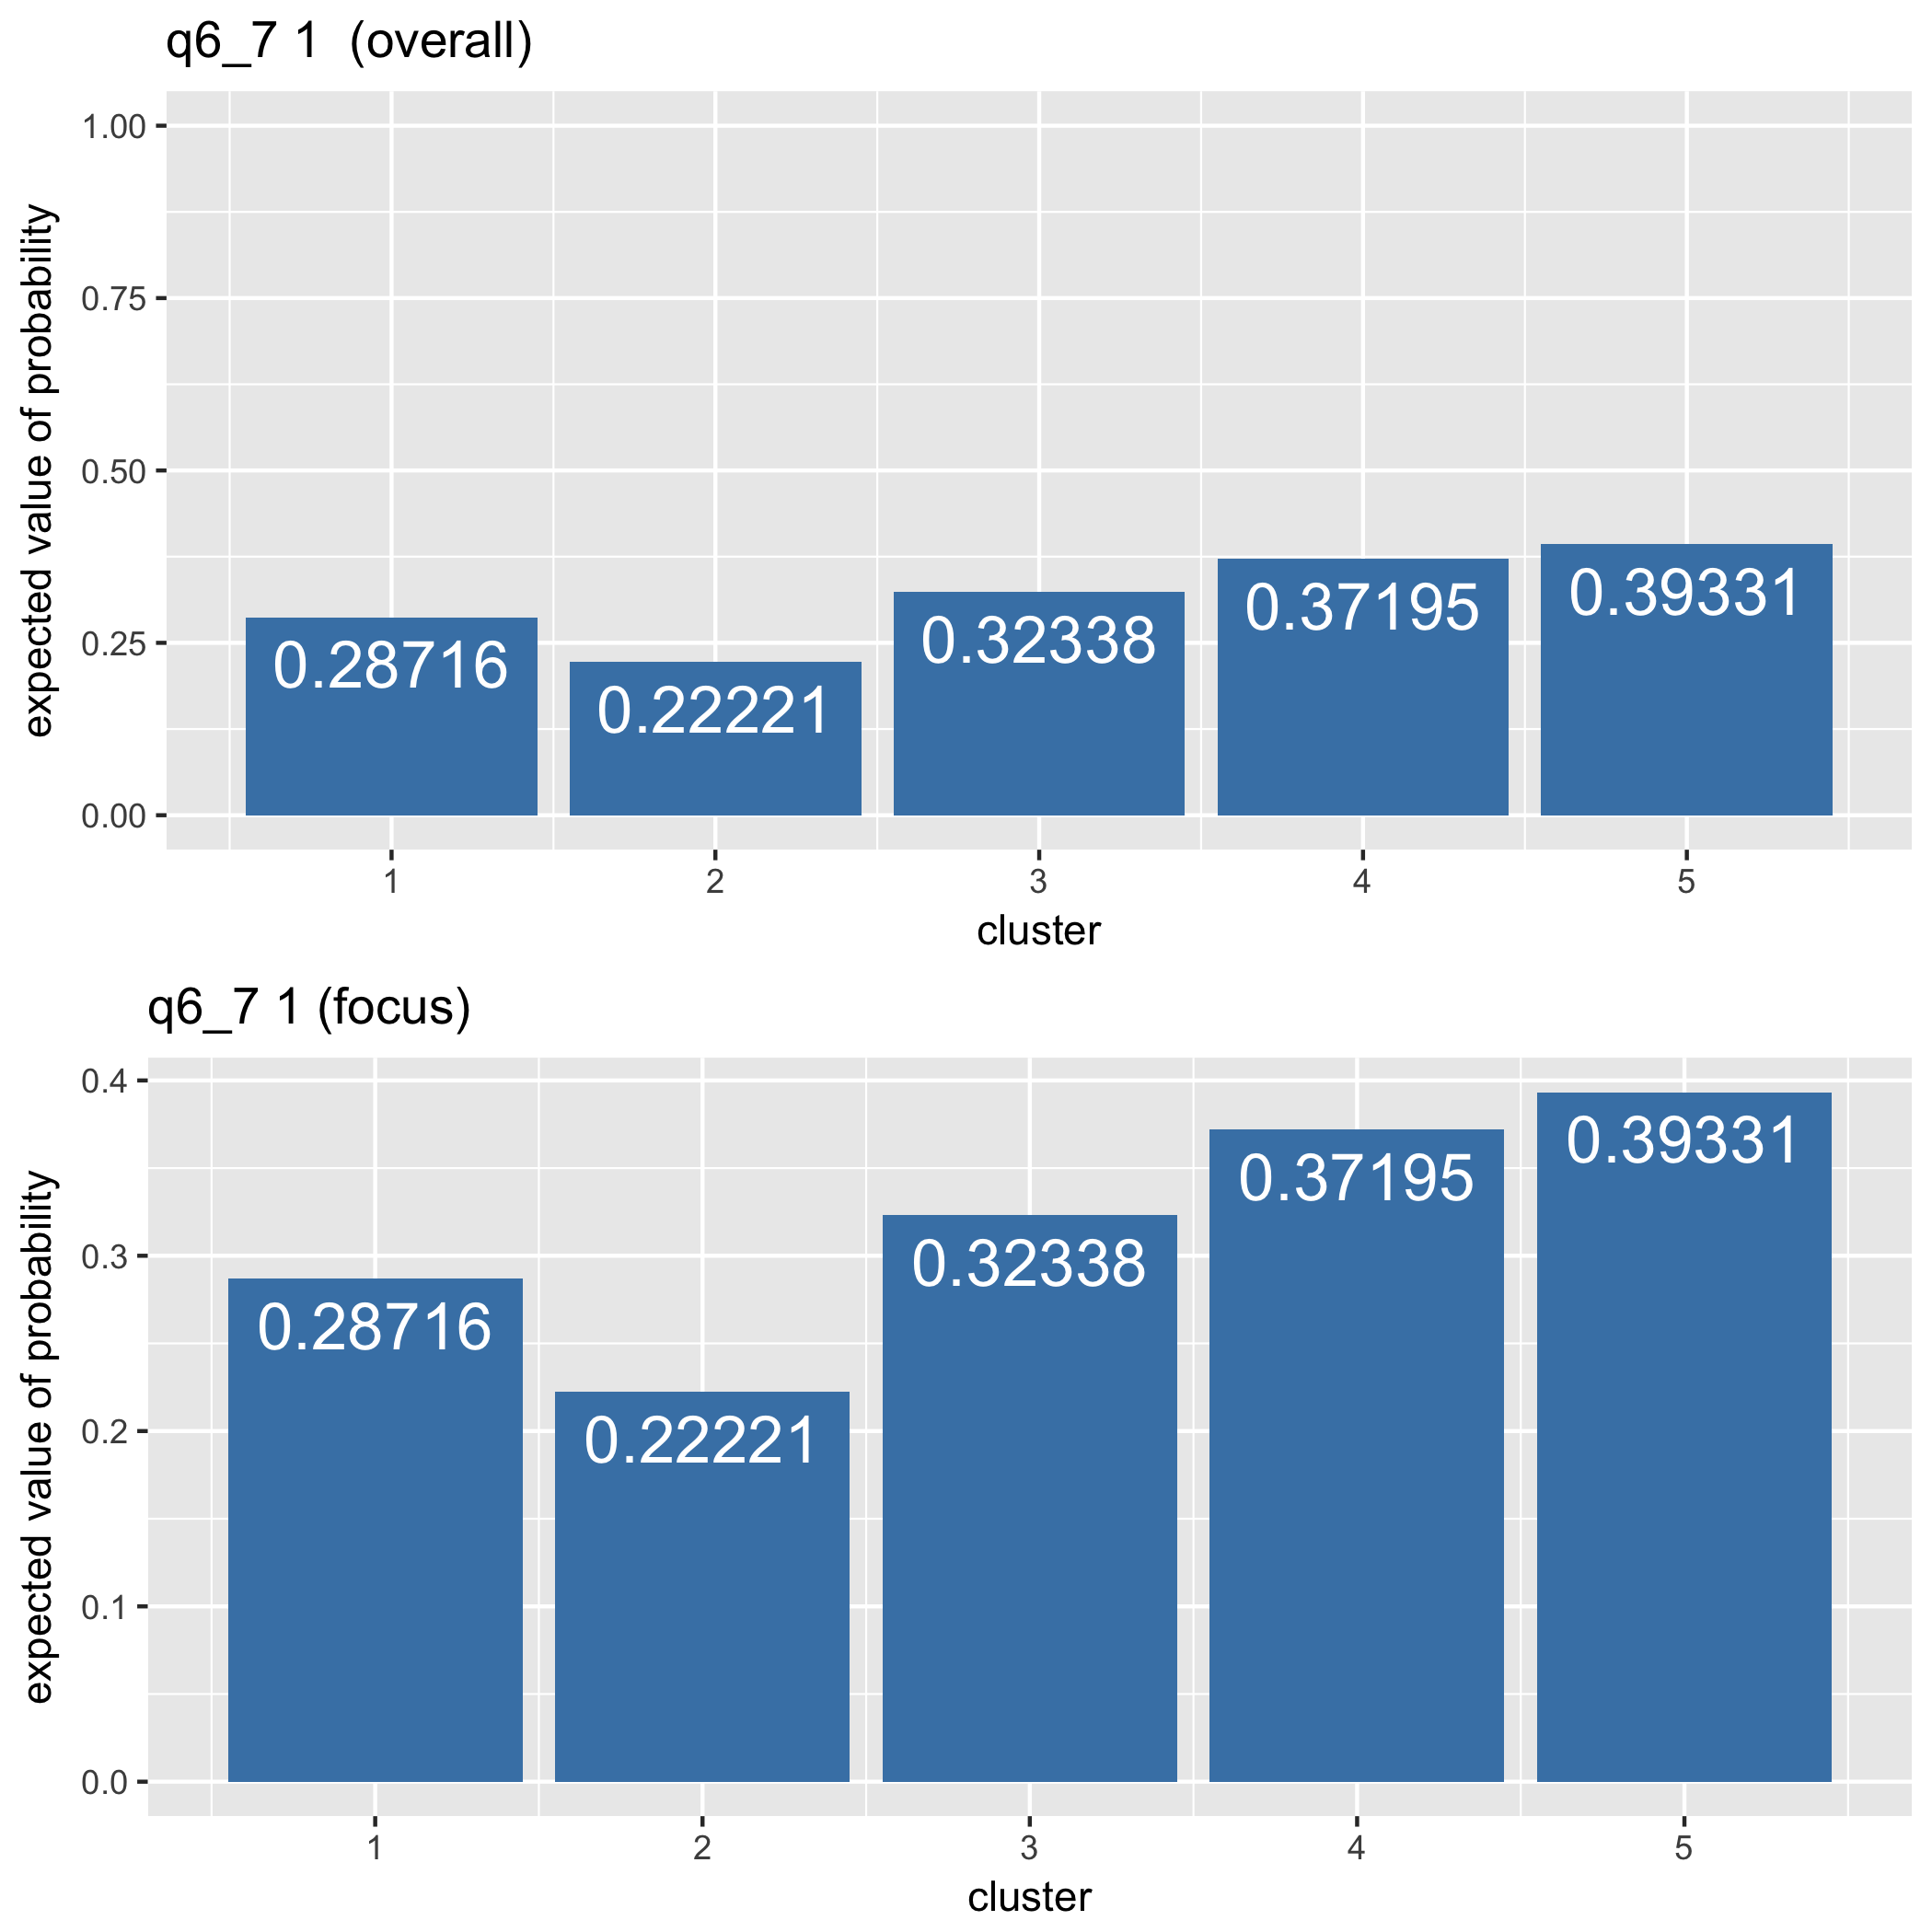 q6_7 1  (overall)
expected value of probability
1.00
0.75
0.50
0.25
0.00
0.28716
0.22221
0.32338
0.37195
0.39331
1 2 3 4 5
cluster
q6_7 1 (focus)
expected value of probability
0.4
0.3
0.2
0.1
0.0
0.28716
0.22221
0.32338
0.37195
0.39331
1 2 3 4 5
cluster